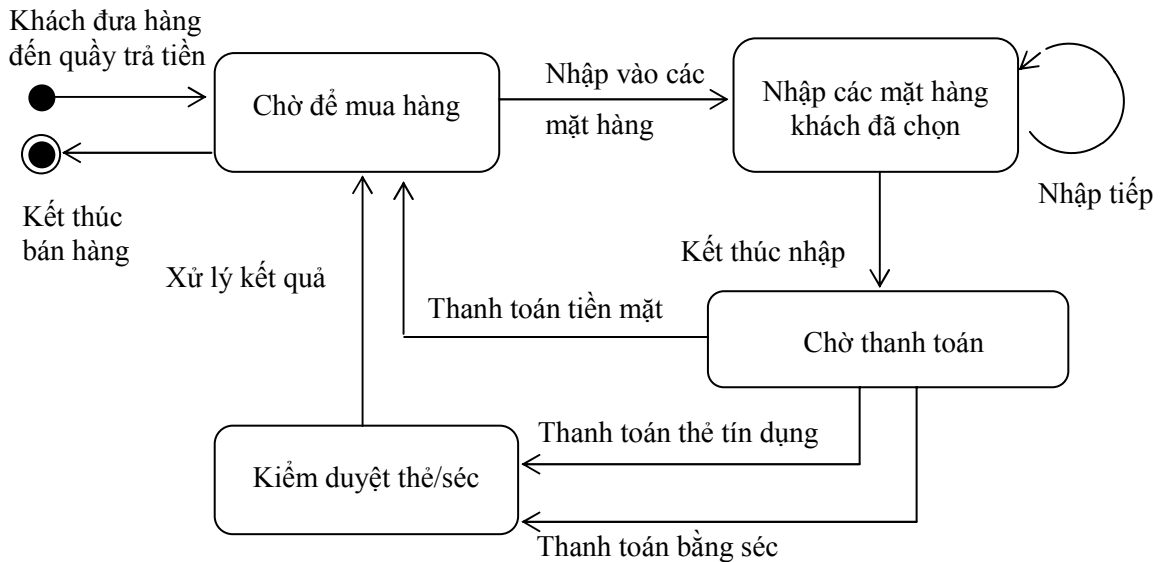 Khách đưa hàng
đến quầy trả tiền
Chờ để mua hàng
Nhập vào các
mặt hàng
Nhập các mặt hàng
khách đã chọn
Nhập tiếp
Kết thúc
bán hàng
Kết thúc nhập
Xử lý kết quả
Thanh toán tiền mặt
Chờ thanh toán
Thanh toán thẻ tín dụng
Kiểm duyệt thẻ/séc
Thanh toán bằng séc